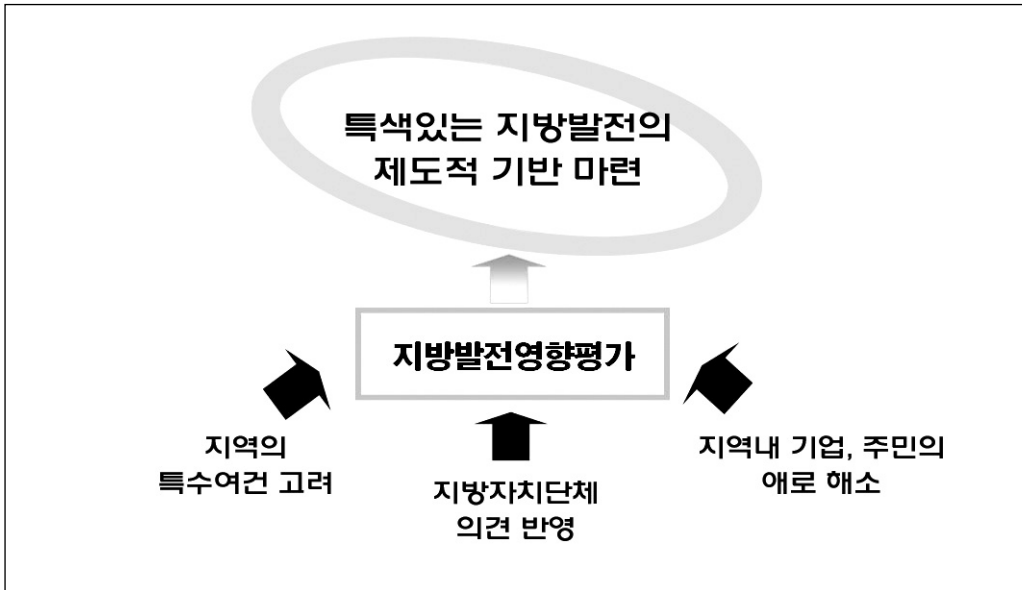 특색있는 지방발전의
제도적 기반 마련
지방발전영향평가
지역의
특수여건 고려
지방자치단체
의견 반영
지역내 기업, 주민의
애로 해소